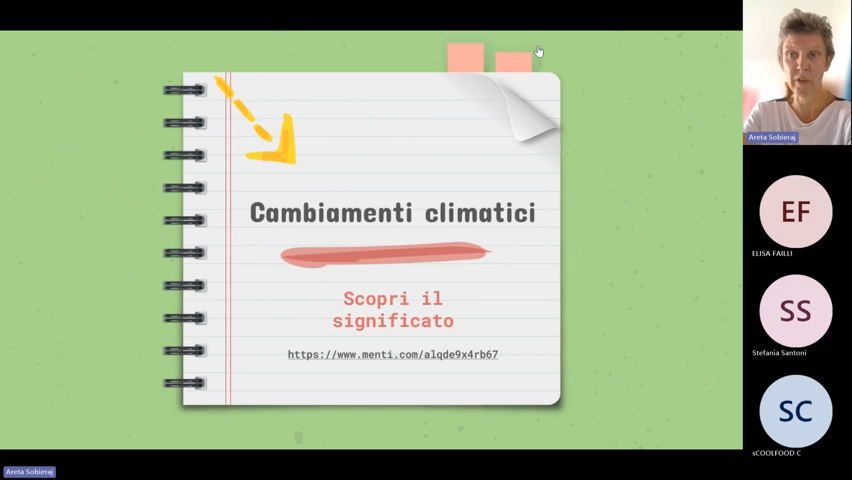 Cambiamenti climatici
Scopri il
significato
https://www.menti.com/alqde9x4rb67
Areta Sobieraj
EF
ELISA FAILLI
SS
Stefania Santoni
SC
sCOOLFOOD C
Areta Sobieraj